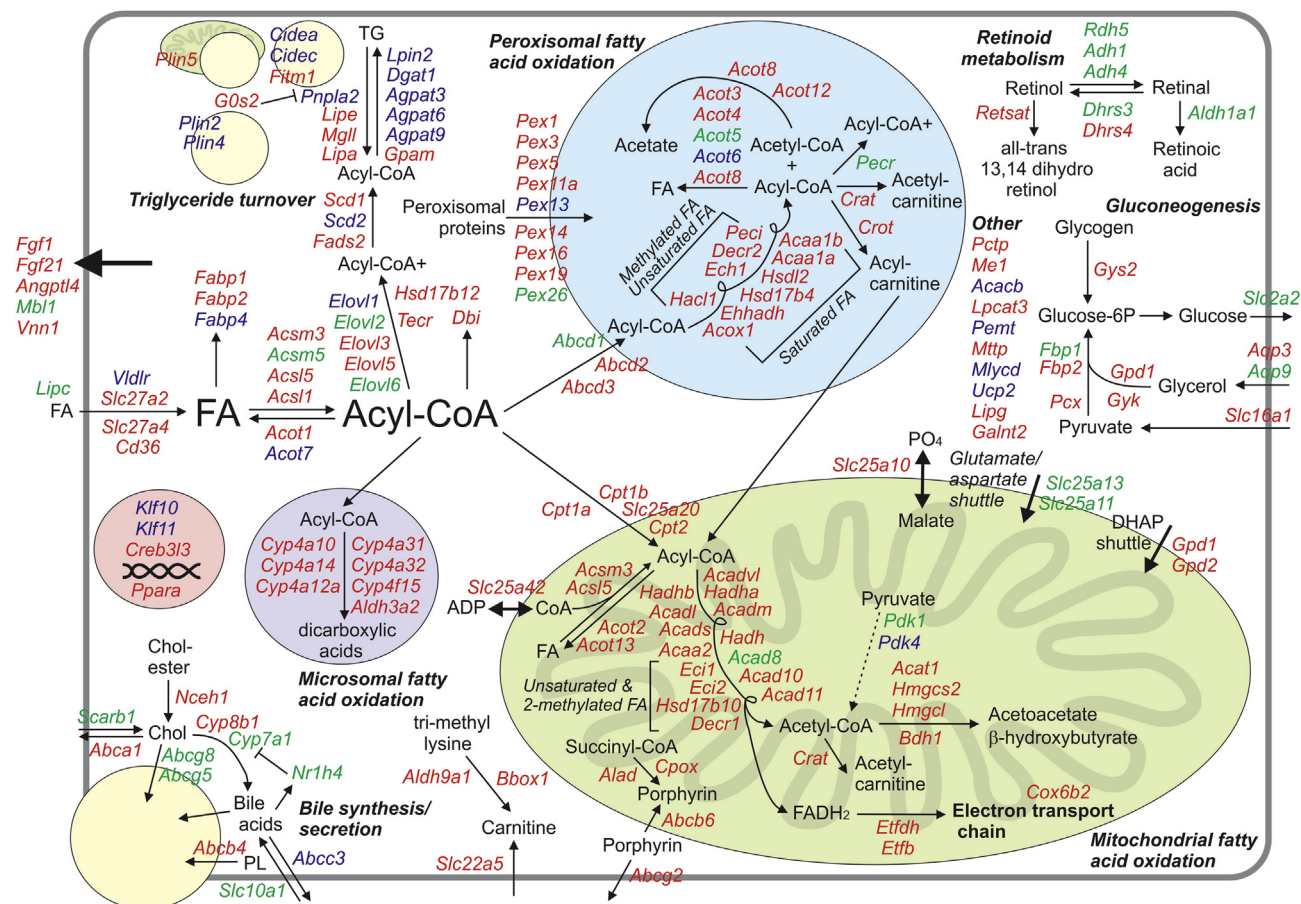 Plin5
Cidea
Cidec
Fitm1
G0s2
Plin2
Plin4
TG
Pnpla2
Lipe
Mgll
Lipa
Lpin2
Dgat1
Agpat3
Agpat6
Agpat9
Gpam
Acyl-CoA
Triglyceride turnover
Scd1
Scd2
Fads2
Acyl-CoA+
Fgf1
Fgf21
Angptl4
Mbl1
Vnn1
Fabp1
Fabp2
Fabp4
Elovl1
Elovl2
Elovl3
Elovl5
Elovl6
Hsd17b12
Tecr
Dbi
Lipc
FA
Vldlr
Slc27a2
Slc27a4
Cd36
FA
Acsm3
Acsm5
Acsl5
Acsl1
Acot1
Acot7
Acyl-CoA
Peroxisomal fatty
acid oxidation
Pex1
Pex3
Pex5
Pex11a
Pex13
Pex14
Pex16
Pex19
Pex26
Peroxisomal
proteins
Acot8
Acot12
Acot3
Acot4
Acot5
Acot6
Acot8
Acetate
FA
Acetyl-CoA
+
Acyl-CoA
Acyl-CoA+
Pecr
Acetyl-
carnitine
Crat
Crot
Acyl-
carnitine
Methylated FA
Unsaturated FA
Peci
Decr2
Ech1
Hacl1
Acaa1b
Acaa1a
Hsdl2
Hsd17b4
Ehhadh
Acox1
Saturated FA
Acyl-CoA
Abcd1
Abcd2
Abcd3
Retinoid
metabolism
Rdh5
Adh1
Adh4
Retinol
Retinal
Retsat
Dhrs3
Dhrs4
Aldh1a1
all-trans
13,14 dihydro
retinol
Retinoic
acid
Other
Pctp
Me1
Acacb
Lpcat3
Pemt
Mttp
Mlycd
Ucp2
Lipg
Galnt2
Gluconeogenesis
Glycogen
Gys2
Glucose-6P
Glucose
Slc2a2
Fbp1
Fbp2
Gpd1
Glycerol
Aqp3
Aqp9
Pcx
Gyk
Pyruvate
Slc16a1
Klf10
Klf11
Creb3l3
Ppara
Acyl-CoA
Cyp4a10
Cyp4a14
Cyp4a12a
Cyp4a31
Cyp4a32
Cyp4f15
Aldh3a2
dicarboxylic
acids
Microsomal fatty
acid oxidation
Cpt1a
Cpt1b
Slc25a20
Cpt2
Acyl-CoA
Slc25a42
ADP
CoA
Acsm3
Acsl5
Acot2
Acot13
FA
Hadhb
Acadl
Acads
Acaa2
Acadvl
Hadha
Acadm
Hadh
Acad8
Acad10
Acad11
Unsaturated &
2-methylated FA
Eci1
Eci2
Hsd17b10
Decr1
PO4
Slc25a10
Malate
Glutamate/
aspartate
shuttle
Slc25a13
Slc25a11
DHAP
shuttle
Gpd1
Gpd2
Pyruvate
Pdk1
Pdk4
Acetyl-CoA
Acat1
Hmgcs2
Hmgcl
Bdh1
Acetoacetate
β-hydroxybutyrate
Crat
Acetyl-
carnitine
Succinyl-CoA
Alad
Cpox
Porphyrin
Abcb6
Porphyrin
Abcg2
FADH2
Etfdh
Etfb
Cox6b2
Electron transport
chain
Mitochondrial fatty
acid oxidation
Chol-
ester
Nceh1
Scarb1
Abca1
Chol
Cyp8b1
Cyp7a1
Abcg8
Abcg5
Nr1h4
Bile
acids
Bile synthesis/
secretion
Abcb4
PL
Abcc3
Slc10a1
tri-methyl
lysine
Aldh9a1
Bbox1
Carnitine
Slc22a5